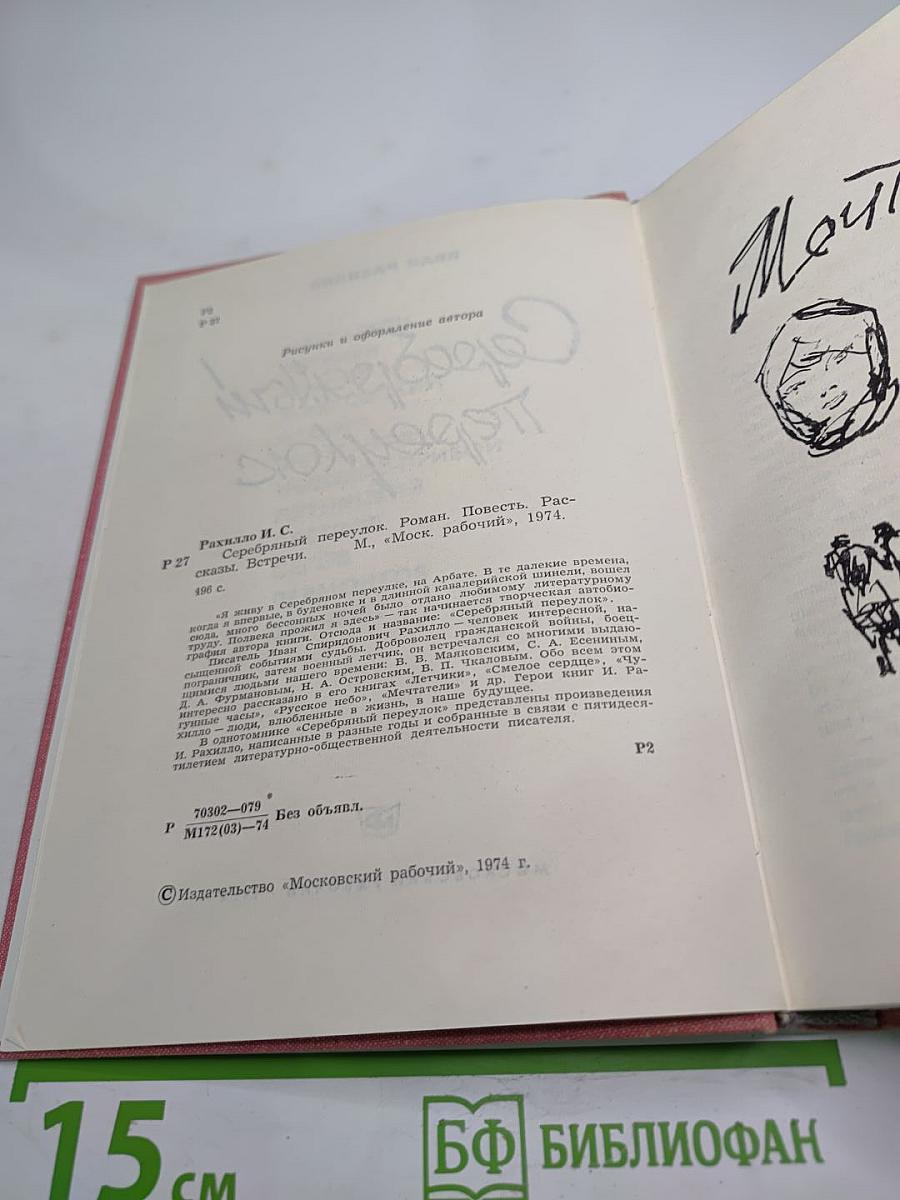 Р2
Р 27
Рисунки и оформление автора
Рахилло И. С.
Р 27 Серебряный переулок. Роман. Повесть. Рас-
сказы. Встречи. М., «Моск. рабочий», 1974.
496 с.
«Я живу в Серебряном переулке, на Арбате. В те далекие времена,
когда я впервые, в буденовке и в длинной кавалерийской шинели, вошел
сюда, много бессонных ночей было отдано любимому литературному
труду. Полвека прожил я здесь» — так начинается творческая автобио-
графия автора книги. Отсюда и название: «Серебряный переулок».
Писатель Иван Спиридонович Рахилло — человек интересной, на-
сыщенной событиями судьбы. Доброволец гражданской войны, боец-
пограничник, затем военный летчик, он встречался со многими выдаю-
щимися людьми нашего времени: В. В. Маяковским, С. А. Есениным,
Д. А. Фурмановым, Н. А. Островским, В. П. Чкаловым. Обо всем этом
интересно рассказано в его книгах «Летчики», «Смелое сердце», «Чу-
гунные часы», «Русское небо», «Мечтатели» и др. Герои книг И. Ра-
хилло — люди, влюбленные в жизнь, в наше будущее.
В однотомнике «Серебряный переулок» представлены произведения
И. Рахилло, написанные в разные годы и собранные в связи с пятидеся-
тилетием литературно-общественной деятельности писателя.
Р2
Р 70302—079 / М172(03)—74 Без объявл.
© Издательство «Московский рабочий», 1974 г.
Мечт
15 см
БФ БИБЛИОФАН